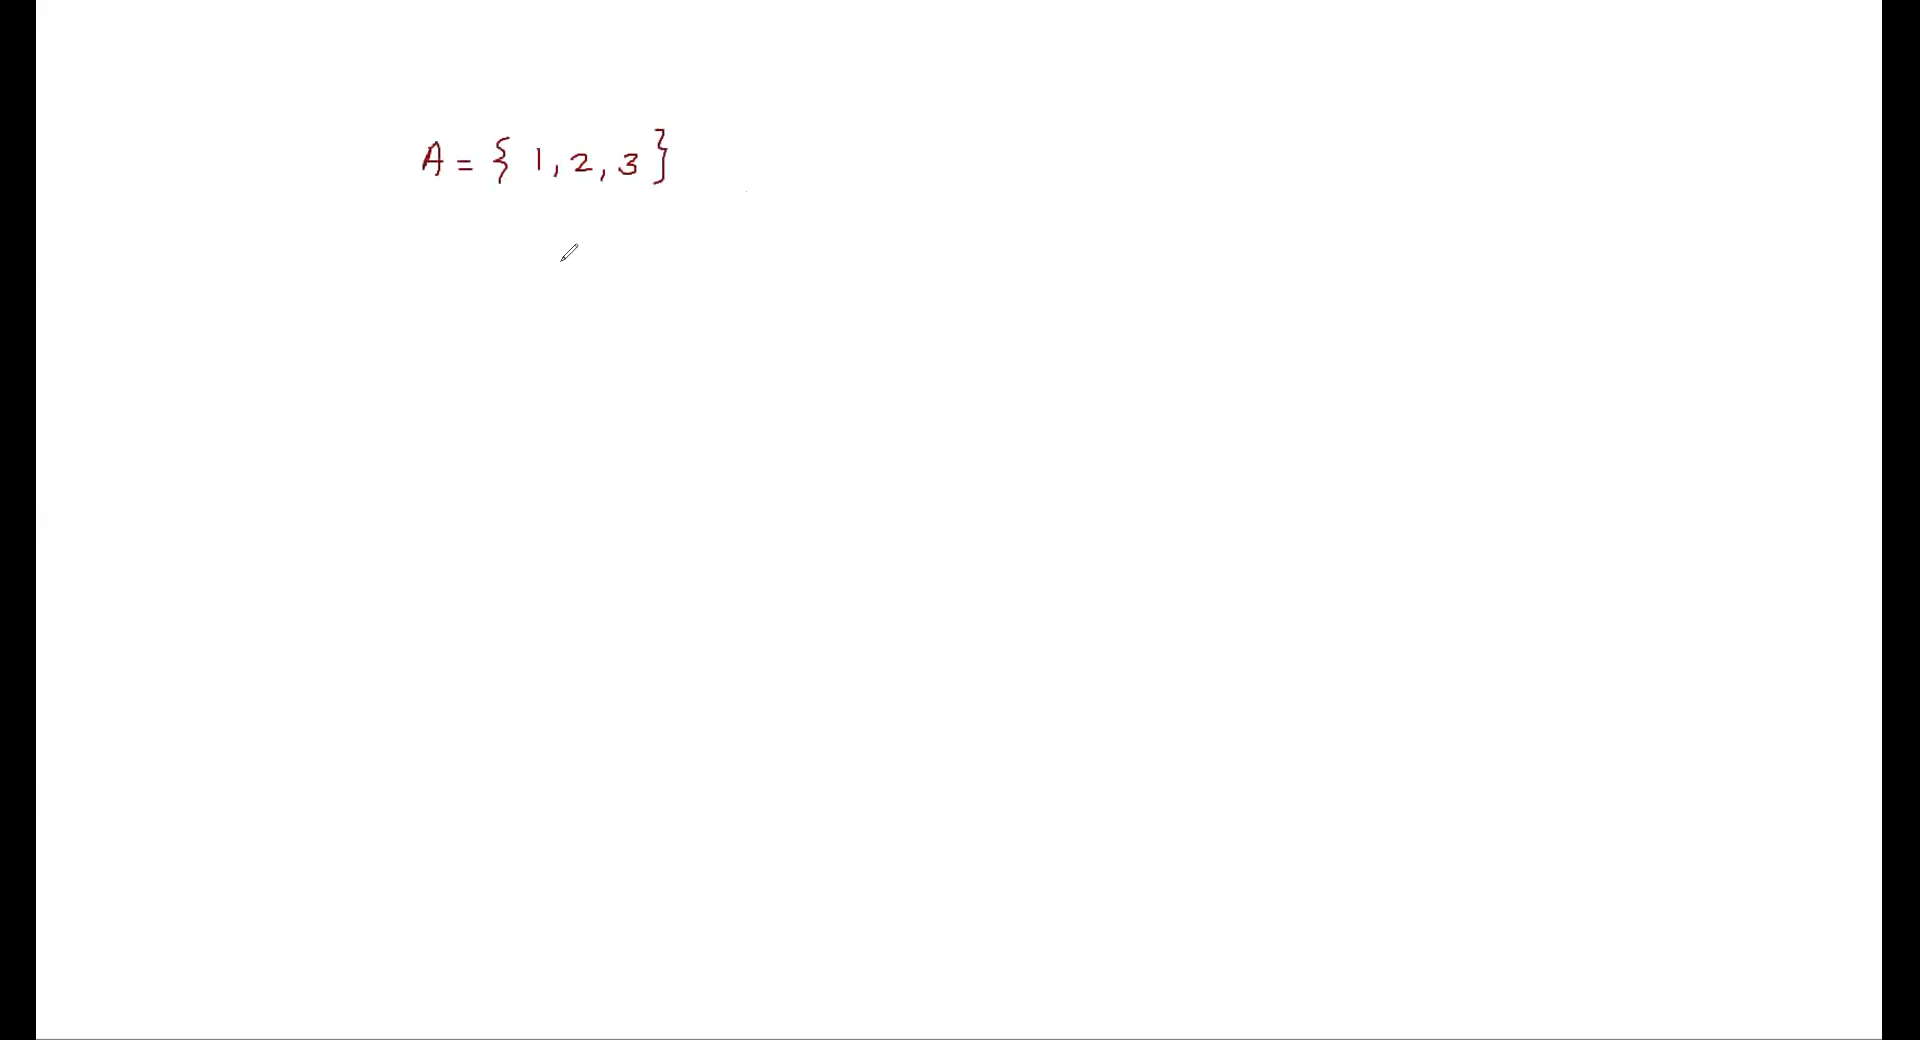 A = { 1, 2, 3 }